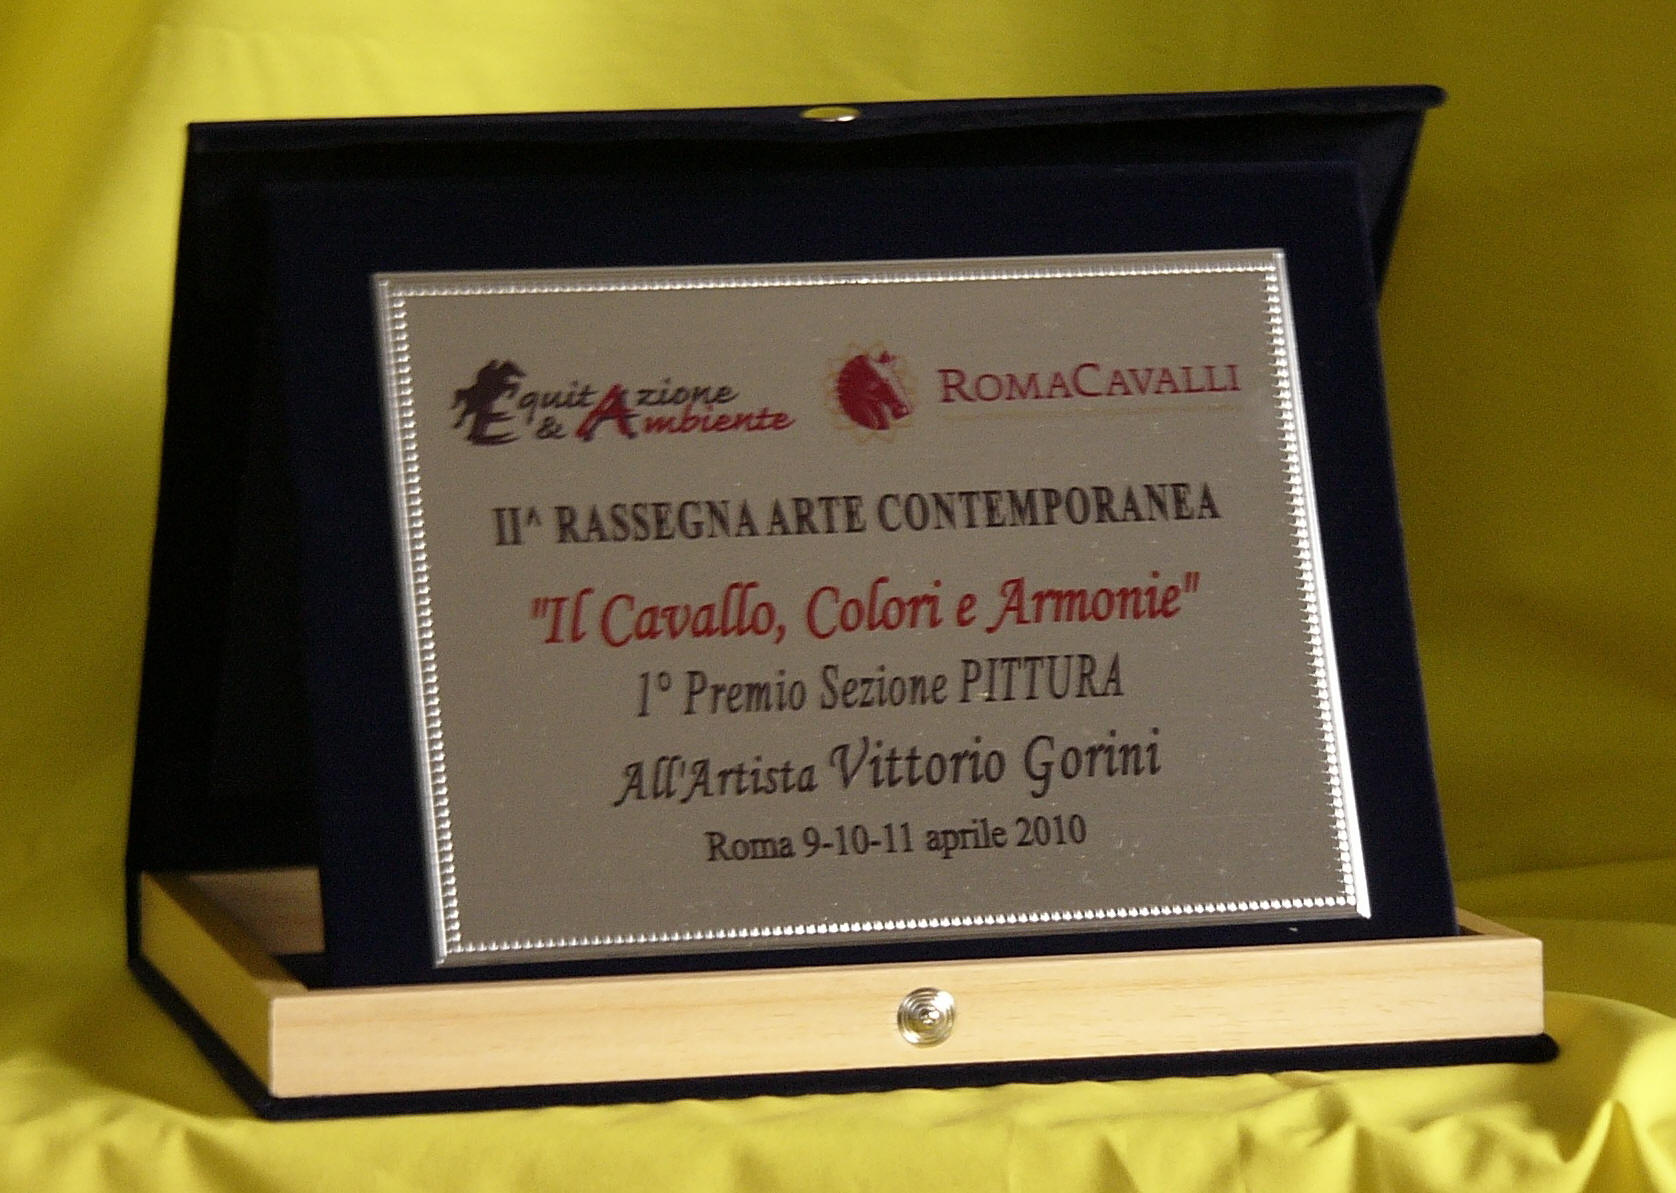 EquitAzione
& Ambiente
ROMACAVALLI
II^ RASSEGNA ARTE CONTEMPORANEA
"Il Cavallo, Colori e Armonie"
1° Premio Sezione PITTURA
All'Artista Vittorio Gorini
Roma 9-10-11 aprile 2010